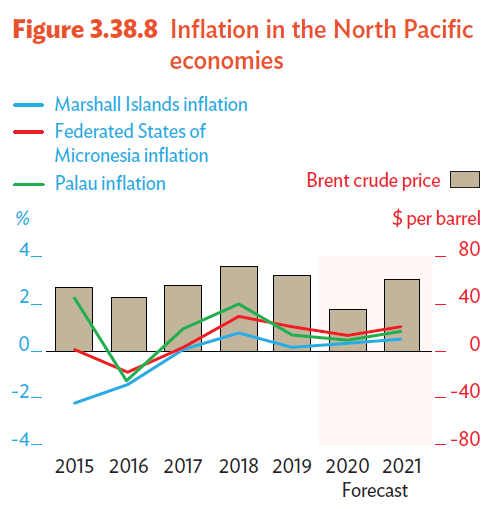 Figure 3.38.8 Inflation in the North Pacific
economies
Marshall Islands inflation
Federated States of
Micronesia inflation
Palau inflation
Brent crude price
% $ per barrel
4 80
2 40
0 0
-2 -40
-4 -80
2015 2016 2017 2018 2019 2020 2021
Forecast